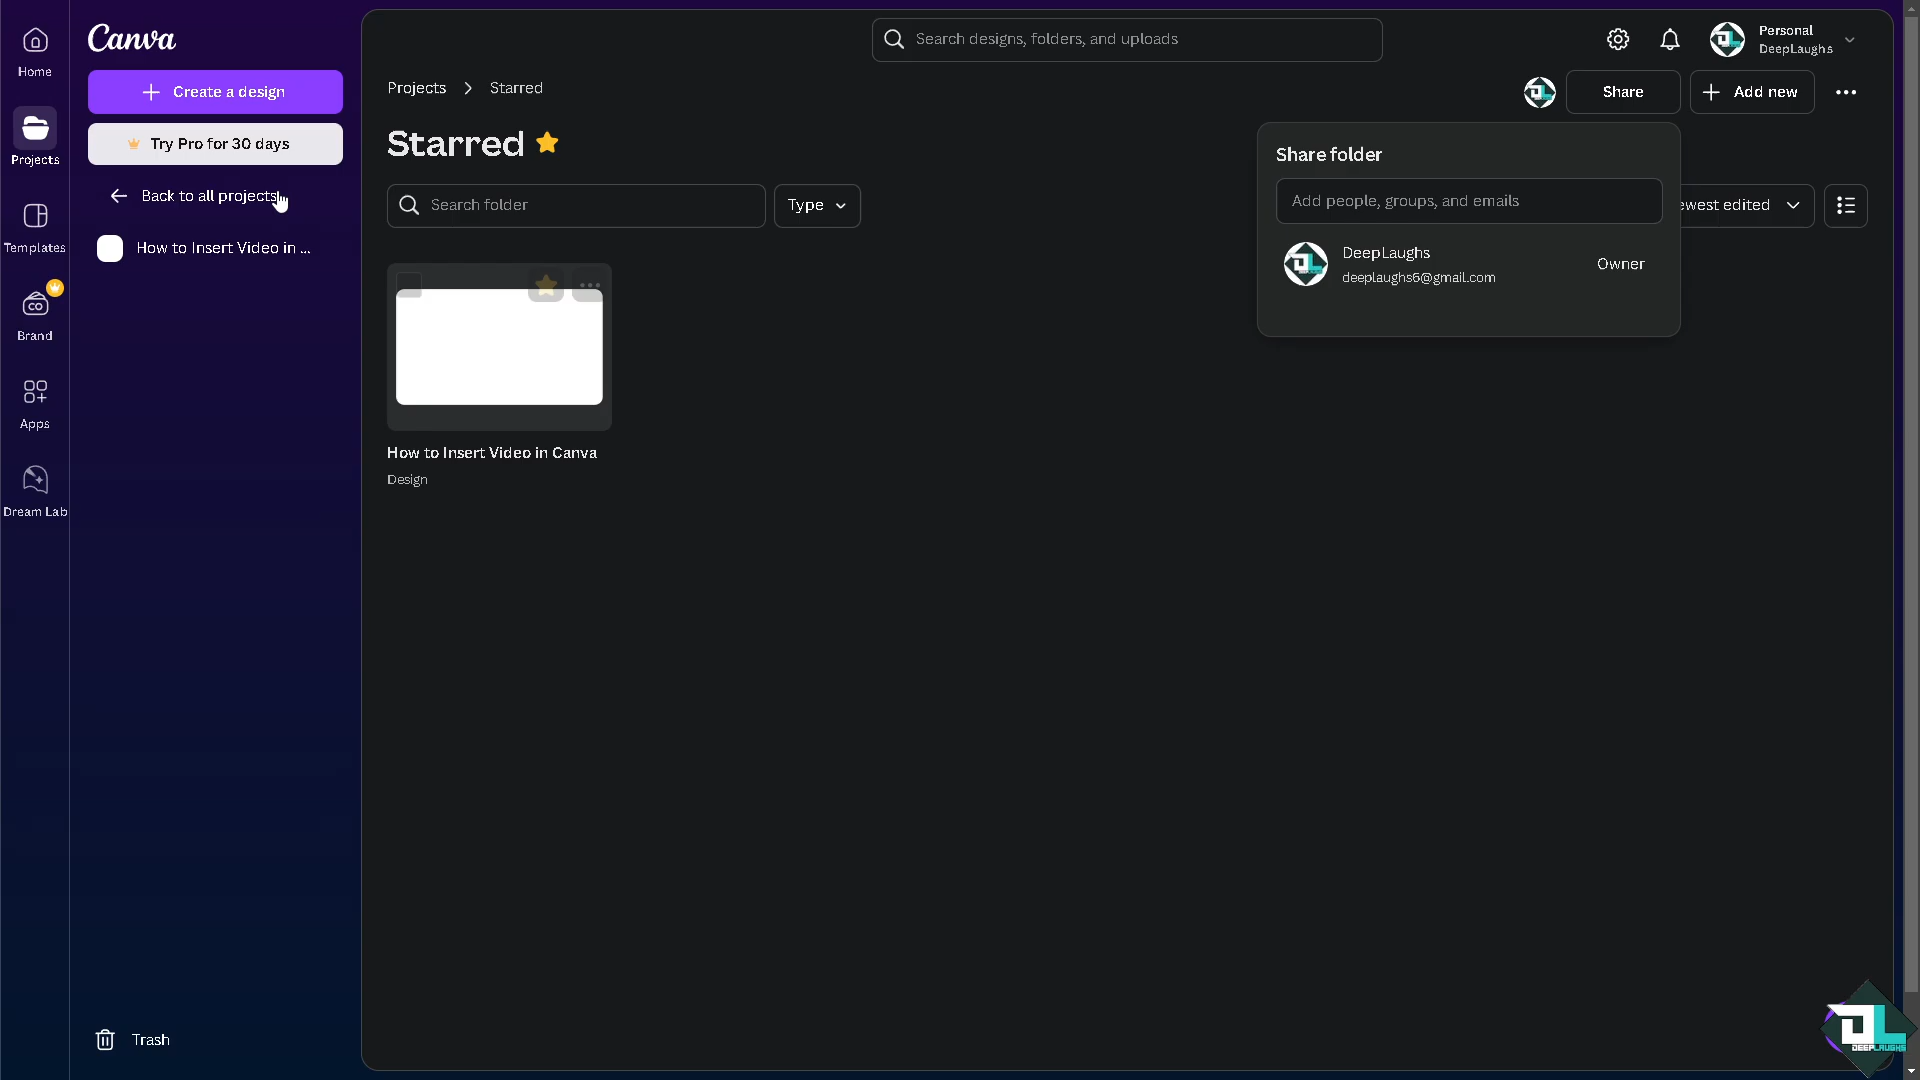 Home
Projects
Templates
Brand
Apps
Dream Lab
Canva
Create a design
Try Pro for 30 days
Back to all projects
How to Insert Video in ...
Trash
Search designs, folders, and uploads
Personal
DeepLaughs
Projects
Starred
Share
Add new
Starred
Search folder
Type
Share folder
Add people, groups, and emails
DeepLaughs
deeplaughs6@gmail.com
Owner
ewest edited
How to Insert Video in Canva
Design
DL
DEEPLAUGHS